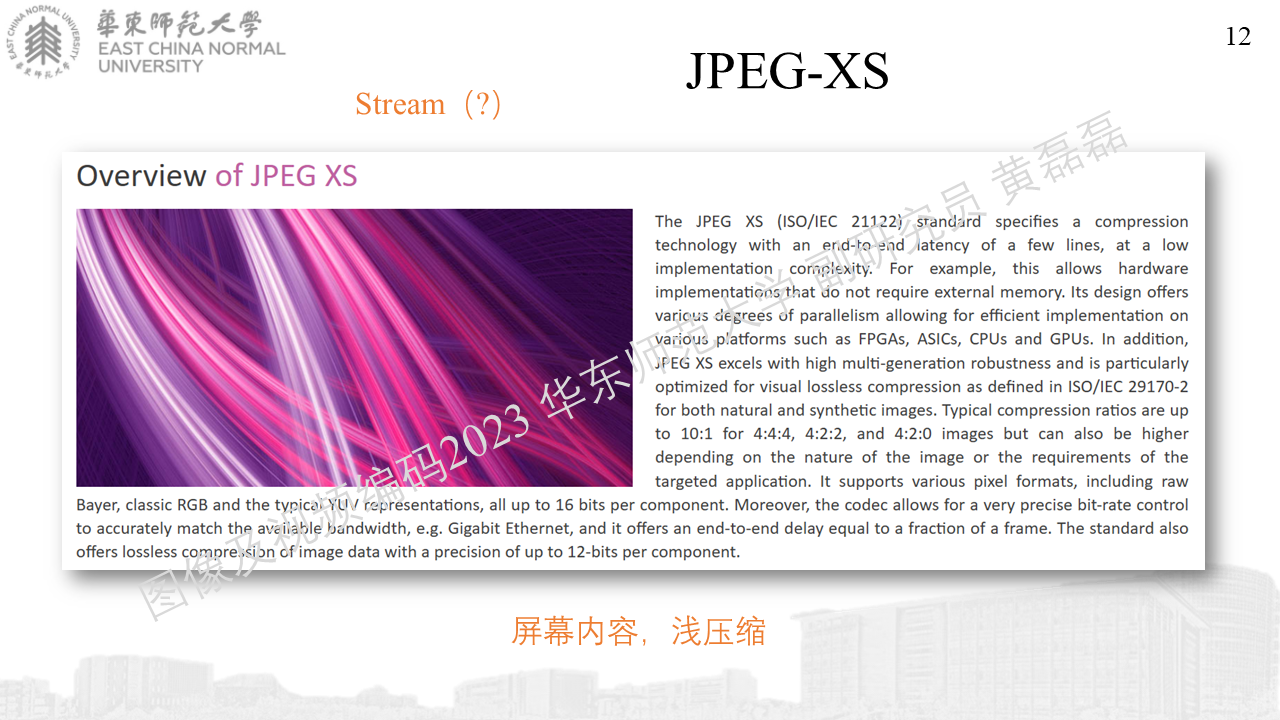 華東師範大學
EAST CHINA NORMAL
UNIVERSITY
EAST CHINA NORMAL UNIVERSITY
華東师范大学
12
JPEG-XS
Stream（?）
Overview of JPEG XS
The JPEG XS (ISO/IEC 21122) standard specifies a compression
technology with an end-to-end latency of a few lines, at a low
implementation complexity. For example, this allows hardware
implementations that do not require external memory. Its design offers
various degrees of parallelism allowing for efficient implementation on
various platforms such as FPGAs, ASICs, CPUs and GPUs. In addition,
JPEG XS excels with high multi-generation robustness and is particularly
optimized for visual lossless compression as defined in ISO/IEC 29170-2
for both natural and synthetic images. Typical compression ratios are up
to 10:1 for 4:4:4, 4:2:2, and 4:2:0 images but can also be higher
depending on the nature of the image or the requirements of the
targeted application. It supports various pixel formats, including raw
Bayer, classic RGB and the typical YUV representations, all up to 16 bits per component. Moreover, the codec allows for a very precise bit-rate control
to accurately match the available bandwidth, e.g. Gigabit Ethernet, and it offers an end-to-end delay equal to a fraction of a frame. The standard also
offers lossless compression of image data with a precision of up to 12-bits per component.
图像及视频编码2023 华东师范大学 副研究员 黄磊磊
屏幕内容，浅压缩